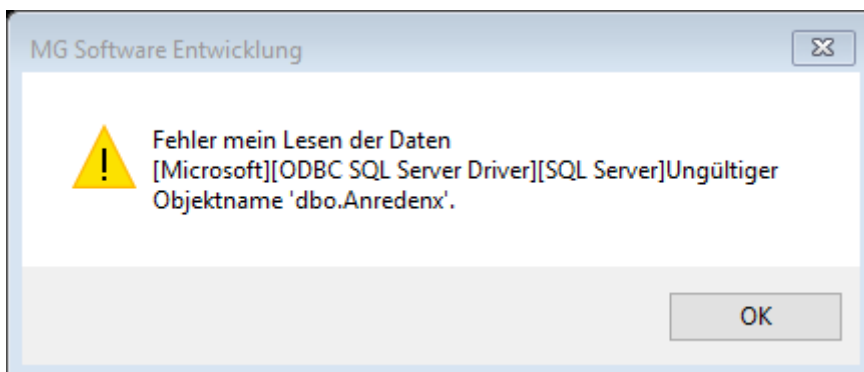 MG Software Entwicklung
Fehler mein Lesen der Daten
[Microsoft][ODBC SQL Server Driver][SQL Server]Ungültiger
Objektname 'dbo.Anredenx'.
OK